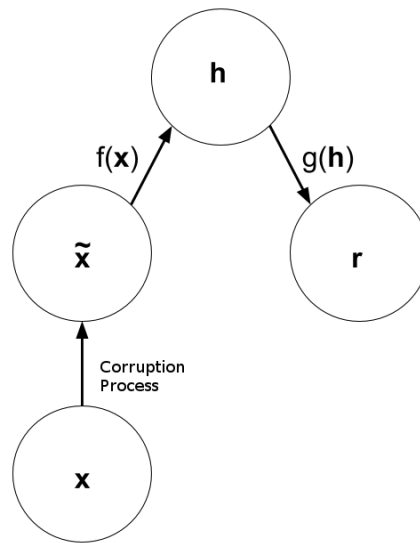 h
f(x)
g(h)
x̃
r
Corruption
Process
x